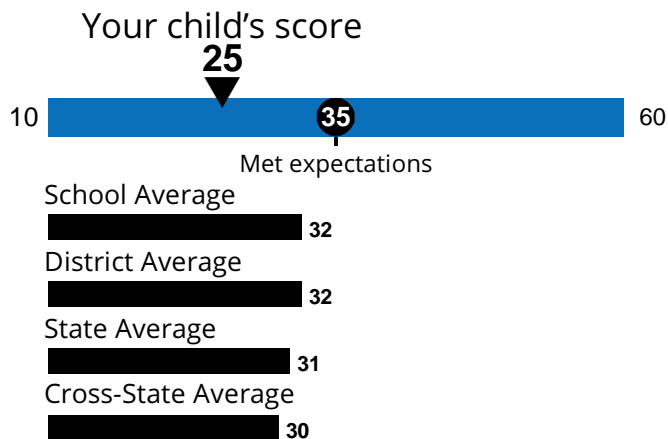 Your child's score
25
10 35 60
Met expectations
School Average
32
District Average
32
State Average
31
Cross-State Average
30